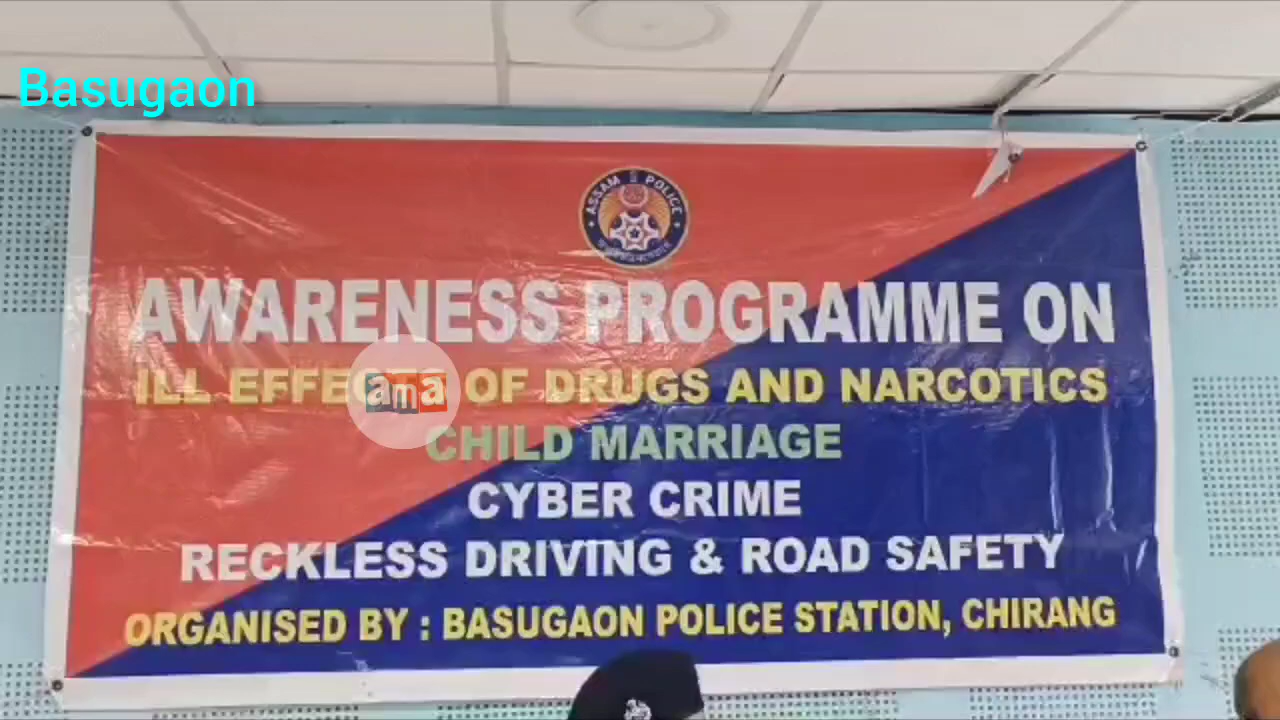 Basugaon
ASSAM POLICE
AWARENESS PROGRAMME ON
ILL EFFECTS OF DRUGS AND NARCOTICS
ana
CHILD MARRIAGE
CYBER CRIME
RECKLESS DRIVING & ROAD SAFETY
ORGANISED BY : BASUGAON POLICE STATION, CHIRANG